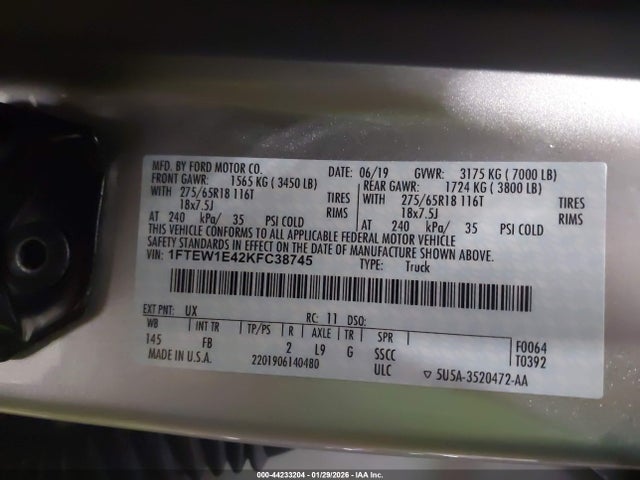 MFD. BY FORD MOTOR CO. 06/19 GVWR: 3175 KG ( 7000 LB)
FRONT GAWR: 1565 KG ( 3450 LB) REAR GAWR: 1724 KG ( 3800 LB)
WITH 275/65R18 116T TIRES 275/65R18 116T TIRES
18x7.5J RIMS WITH 18x7.5J RIMS
AT 240 kPa/ 35 PSI COLD AT 240 kPa/ 35 PSI COLD
THIS VEHICLE CONFORMS TO ALL APPLICABLE FEDERAL MOTOR VEHICLE
SAFETY STANDARDS IN EFFECT ON THE DATE OF MANUFACTURE SHOWN ABOVE.
VIN: 1FTEW1E42KFC38745 TYPE: Truck
EXT PNT: UX RC: 11 DSO:
WB INT TR TP/PS R AXLE TR SPR F0064
145 FB 2 L9 G SSCC T0392
MADE IN U.S.A. 2201906140480 ULC ▽ 5U5A-3520472-AA
000-44233204 | 01/29/2026 - IAA Inc.